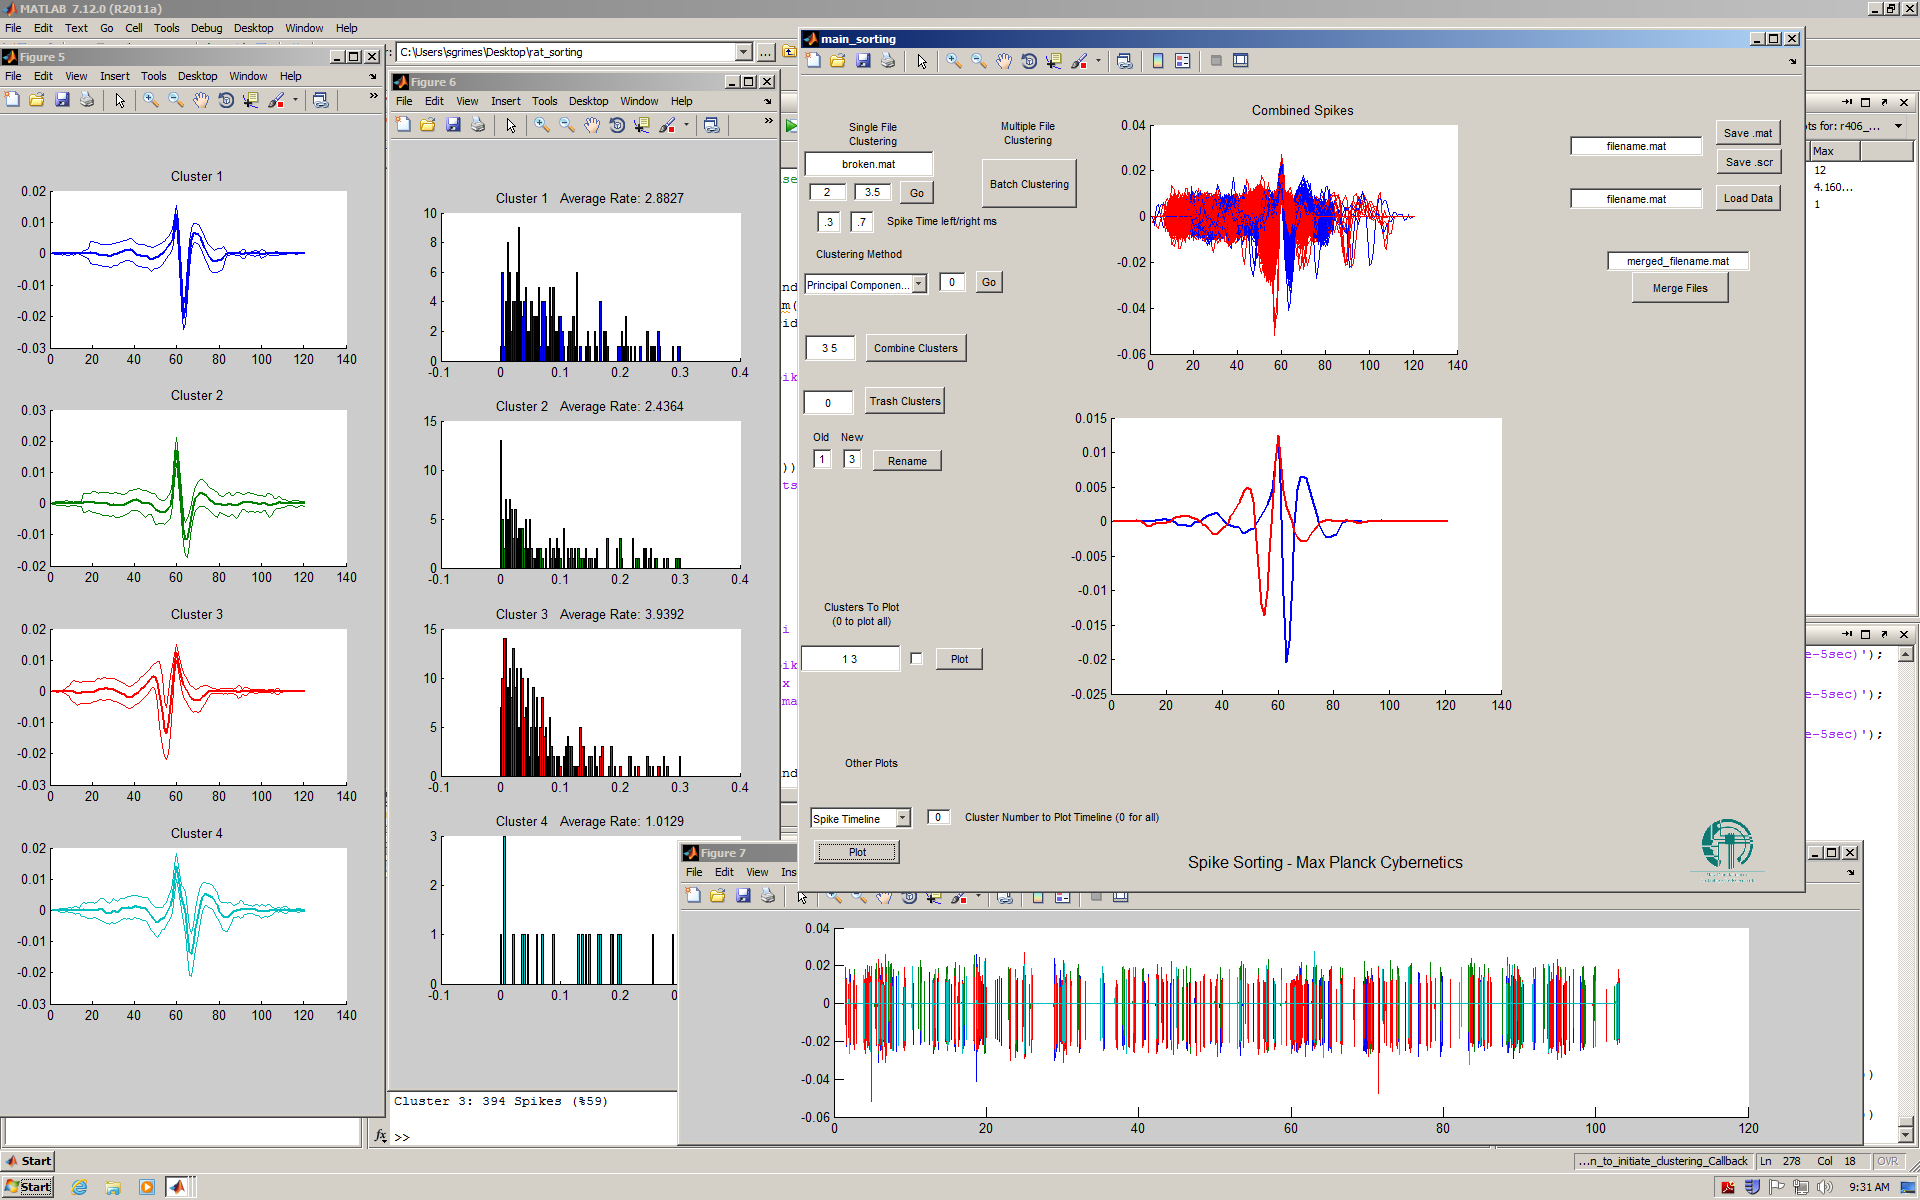 MATLAB 7.12.0 (R2011a)
File Edit Text Go Cell Tools Debug Desktop Window Help
C:\Users\sgrimes\Desktop\rat_sorting
Figure 5
File Edit View Insert Tools Desktop Window Help
Cluster 1
0.02
0.01
0
-0.01
-0.02
-0.03
0 20 40 60 80 100 120 140
Cluster 2
0.03
0.02
0.01
0
-0.01
-0.02
0 20 40 60 80 100 120 140
Cluster 3
0.02
0.01
0
-0.01
-0.02
-0.03
0 20 40 60 80 100 120 140
Cluster 4
0.02
0.01
0
-0.01
-0.02
-0.03
0 20 40 60 80 100 120 140
Figure 6
File Edit View Insert Tools Desktop Window Help
Cluster 1 Average Rate: 2.8827
10
8
6
4
2
0
-0.1 0 0.1 0.2 0.3 0.4
Cluster 2 Average Rate: 2.4364
15
10
5
0
-0.1 0 0.1 0.2 0.3 0.4
Cluster 3 Average Rate: 3.9392
15
10
5
0
-0.1 0 0.1 0.2 0.3 0.4
Cluster 4 Average Rate: 1.0129
3
2
1
0
-0.1 0 0.1 0.2
Cluster 3: 394 Spikes (%59)
>>
main_sorting
Single File
Clustering
Multiple File
Clustering
broken.mat
Batch Clustering
2 3.5 Go
.3 .7 Spike Time left/right ms
Clustering Method
Principal Componen... 0 Go
3 5 Combine Clusters
0 Trash Clusters
Old New
1 3 Rename
Clusters To Plot
(0 to plot all)
1 3 Plot
Other Plots
Spike Timeline 0 Cluster Number to Plot Timeline (0 for all)
Plot
Combined Spikes
0.04
0.02
0
-0.02
-0.04
-0.06
0 20 40 60 80 100 120 140
0.015
0.01
0.005
0
-0.005
-0.01
-0.015
-0.02
-0.025
0 20 40 60 80 100 120 140
filename.mat Save .mat
Save .scr
filename.mat Load Data
merged_filename.mat
Merge Files
Spike Sorting - Max Planck Cybernetics
ts for: r406_...
Max
12
4.160...
1
e-5sec)');
e-5sec)');
e-5sec)');
Figure 7
File Edit View Ins
0.04
0.02
0
-0.02
-0.04
-0.06
0 20 40 60 80 100 120
Start
...n_to_initiate_clustering_Callback Ln 278 Col 18 OVR
Start
9:31 AM